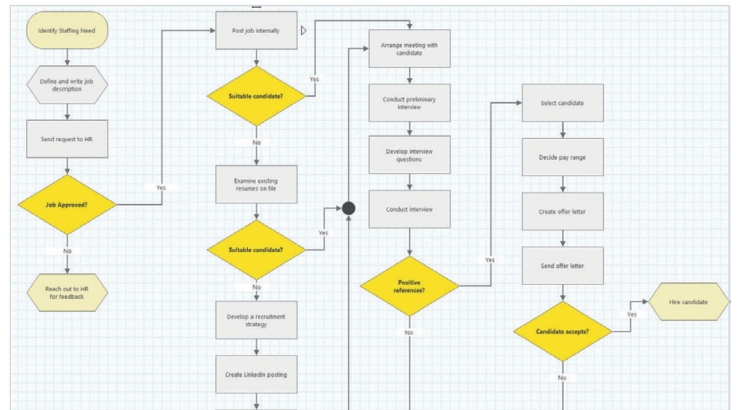 Identify Staffing Need
Define and write job
description
Send request to HR
Job Approved?
Yes
No
Reach out to HR
for feedback
Post job internally
Suitable candidate?
Yes
No
Examine existing
resumes on file
Suitable candidate?
Yes
No
Develop a recruitment
strategy
Create LinkedIn posting
Arrange meeting with
candidate
Conduct preliminary
interview
Develop interview
questions
Conduct interview
Positive
references?
Yes
No
Select candidate
Decide pay range
Create offer letter
Send offer letter
Candidate accepts?
Yes
No
Hire candidate